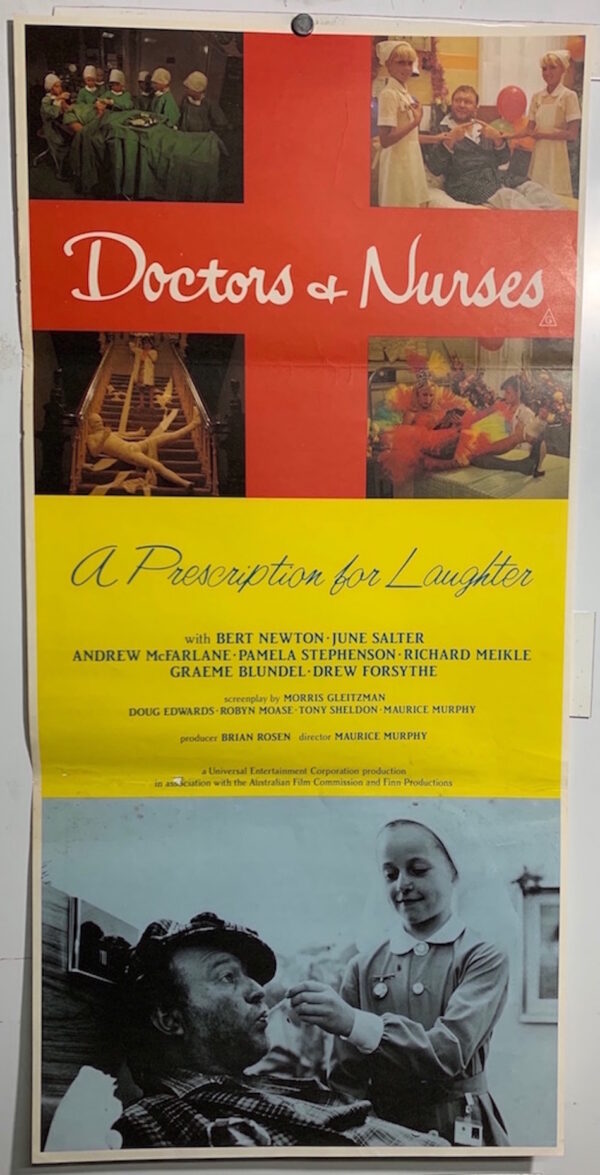 Doctors & Nurses
G
A Prescription for Laughter
with BERT NEWTON · JUNE SALTER
ANDREW McFARLANE · PAMELA STEPHENSON · RICHARD MEIKLE
GRAEME BLUNDEL · DREW FORSYTHE
screenplay by MORRIS GLEITZMAN
DOUG EDWARDS · ROBYN MOASE · TONY SHELDON · MAURICE MURPHY
producer BRIAN ROSEN director MAURICE MURPHY
a Universal Entertainment Corporation production
in association with the Australian Film Commission and Finn Productions